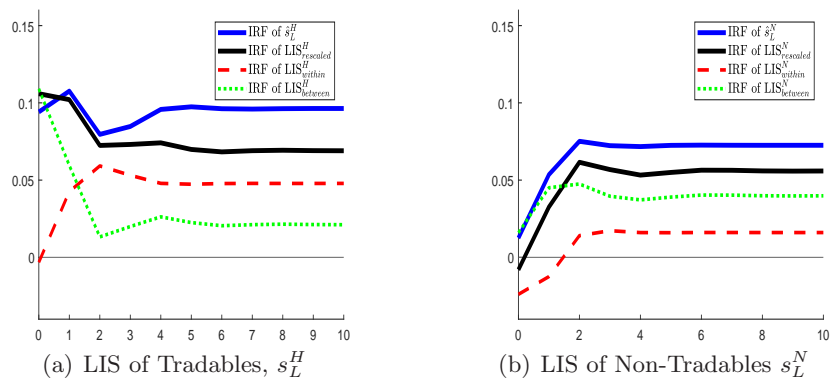 0.15
0.1
0.05
0
0 1 2 3 4 5 6 7 8 9 10
IRF of ŝ_L^H
IRF of LIS^H_rescaled
IRF of LIS^H_within
IRF of LIS^H_between
(a) LIS of Tradables, s_L^H
0.15
0.1
0.05
0
0 2 4 6 8 10
IRF of ŝ_L^N
IRF of LIS^N_rescaled
IRF of LIS^N_within
IRF of LIS^N_between
(b) LIS of Non-Tradables s_L^N